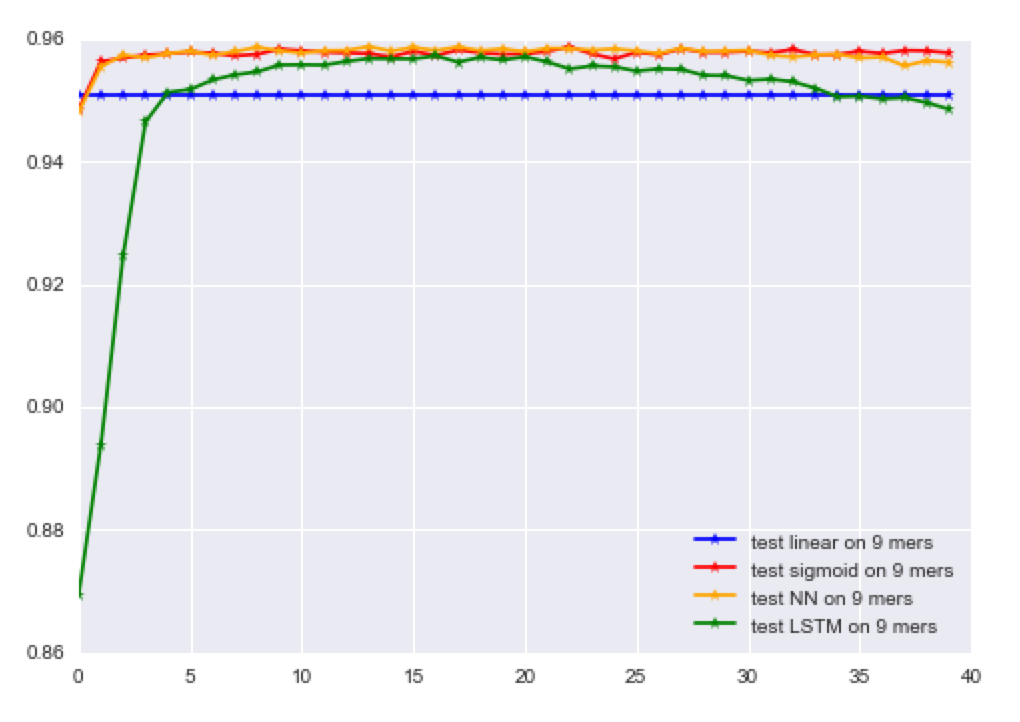 0.96
0.94
0.92
0.90
0.88
0.86
0 5 10 15 20 25 30 35 40
test linear on 9 mers
test sigmoid on 9 mers
test NN on 9 mers
test LSTM on 9 mers